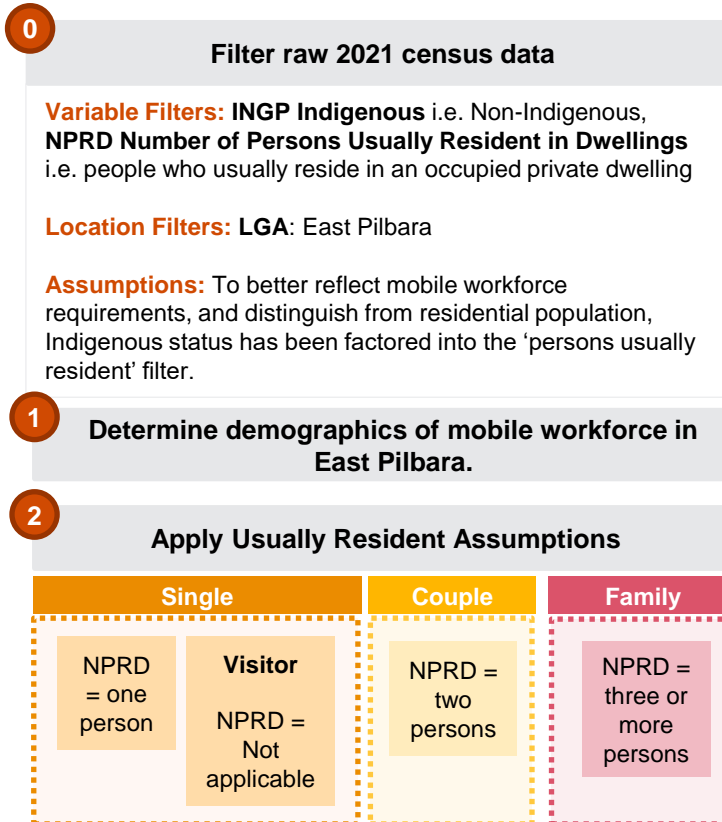 0
Filter raw 2021 census data
Variable Filters: INGP Indigenous i.e. Non-Indigenous,
NPRD Number of Persons Usually Resident in Dwellings
i.e. people who usually reside in an occupied private dwelling
Location Filters: LGA: East Pilbara
Assumptions: To better reflect mobile workforce
requirements, and distinguish from residential population,
Indigenous status has been factored into the ‘persons usually
resident’ filter.
1
Determine demographics of mobile workforce in
East Pilbara.
2
Apply Usually Resident Assumptions
Single
NPRD
= one
person
Visitor
NPRD =
Not
applicable
Couple
NPRD =
two
persons
Family
NPRD =
three or
more
persons